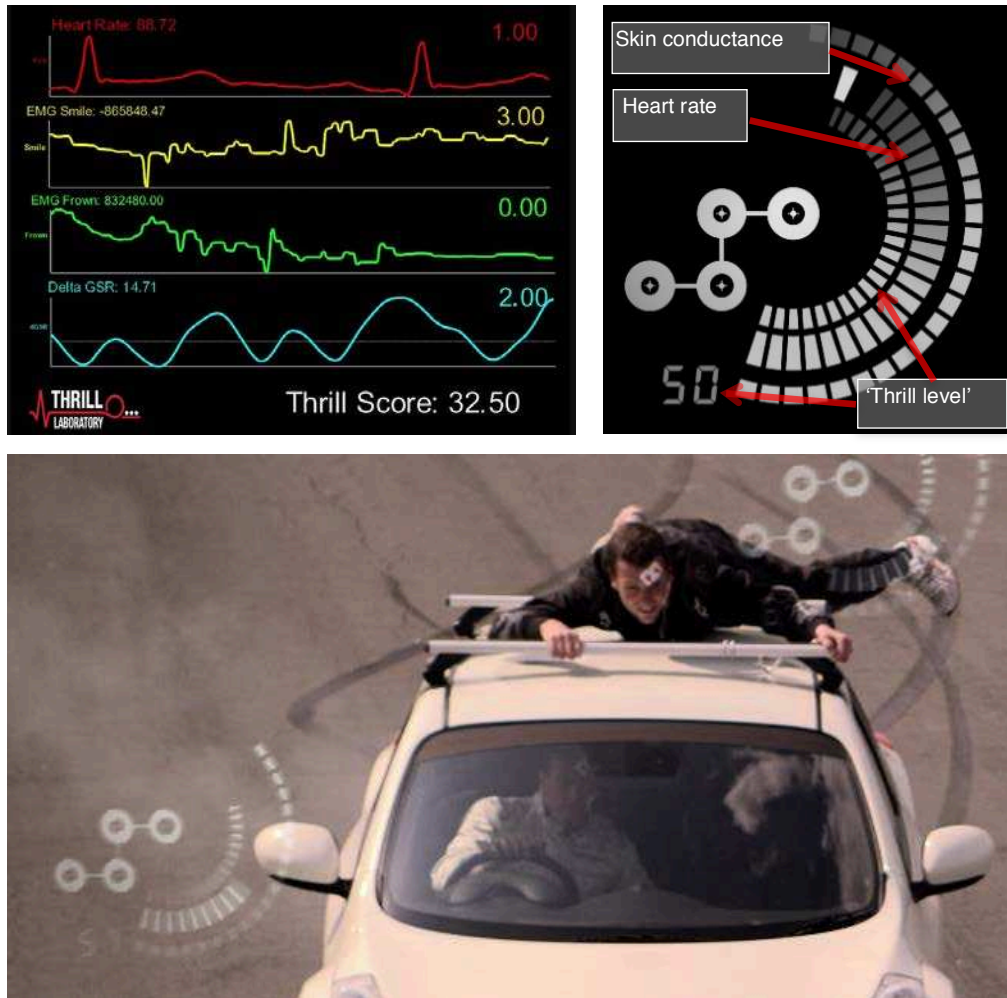 Heart Rate: 88.72
1.00
EMG Smile: -865848.47
3.00
Smile
EMG Frown: 832480.00
0.00
Frown
Delta GSR: 14.71
2.00
dGSR
THRILL
LABORATORY
Thrill Score: 32.50
Skin conductance
Heart rate
50
'Thrill level'